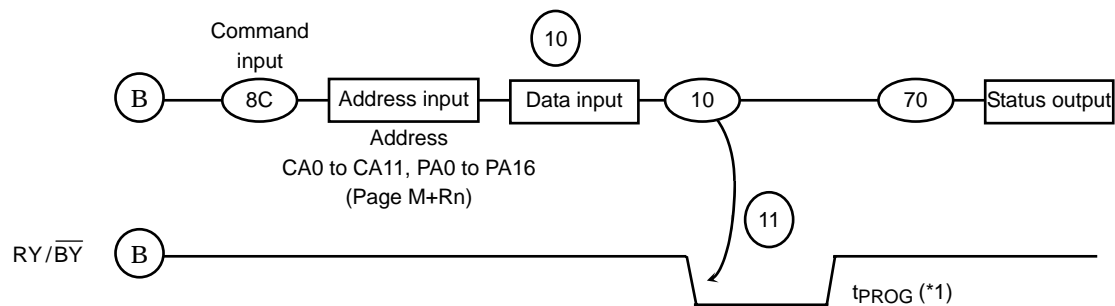 Command
input
10
B
8C
Address input
Data input
10
70
Status output
Address
CA0 to CA11, PA0 to PA16
(Page M+Rn)
11
RY/BY
B
tPROG (*1)